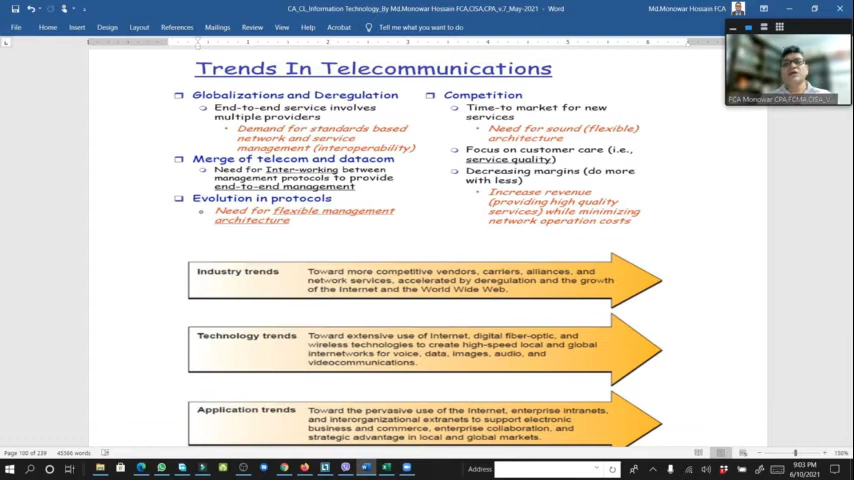 CA_CL_Information Technology_By Md.Monowar Hossain FCA,CISA,CPA_v.7_May-2021 - Word
Md.Monowar Hossain FCA
File
Home
Insert
Design
Layout
References
Mailings
Review
View
Help
Acrobat
Tell me what you want to do
Share
Trends In Telecommunications
Globalizations and Deregulation
End-to-end service involves
multiple providers
Demand for standards based
network and service
management (interoperability)
Merge of telecom and datacom
Need for Inter-working between
management protocols to provide
end-to-end management
Evolution in protocols
Need for flexible management
architecture
Competition
Time-to market for new
services
Need for sound (flexible)
architecture
Focus on customer care (i.e.,
service quality)
Decreasing margins (do more
with less)
Increase revenue
(providing high quality
services) while minimizing
network operation costs
FCA Monowar CPA,FCMA,CISA_V...
Industry trends
Toward more competitive vendors, carriers, alliances, and
network services, accelerated by deregulation and the growth
of the Internet and the World Wide Web.
Technology trends
Toward extensive use of Internet, digital fiber-optic, and
wireless technologies to create high-speed local and global
internetworks for voice, data, images, audio, and
videocommunications.
Application trends
Toward the pervasive use of the Internet, enterprise intranets,
and interorganizational extranets to support electronic
business and commerce, enterprise collaboration, and
strategic advantage in local and global markets.
Page 100 of 239
45566 words
150%
Address
9:03 PM
6/10/2021